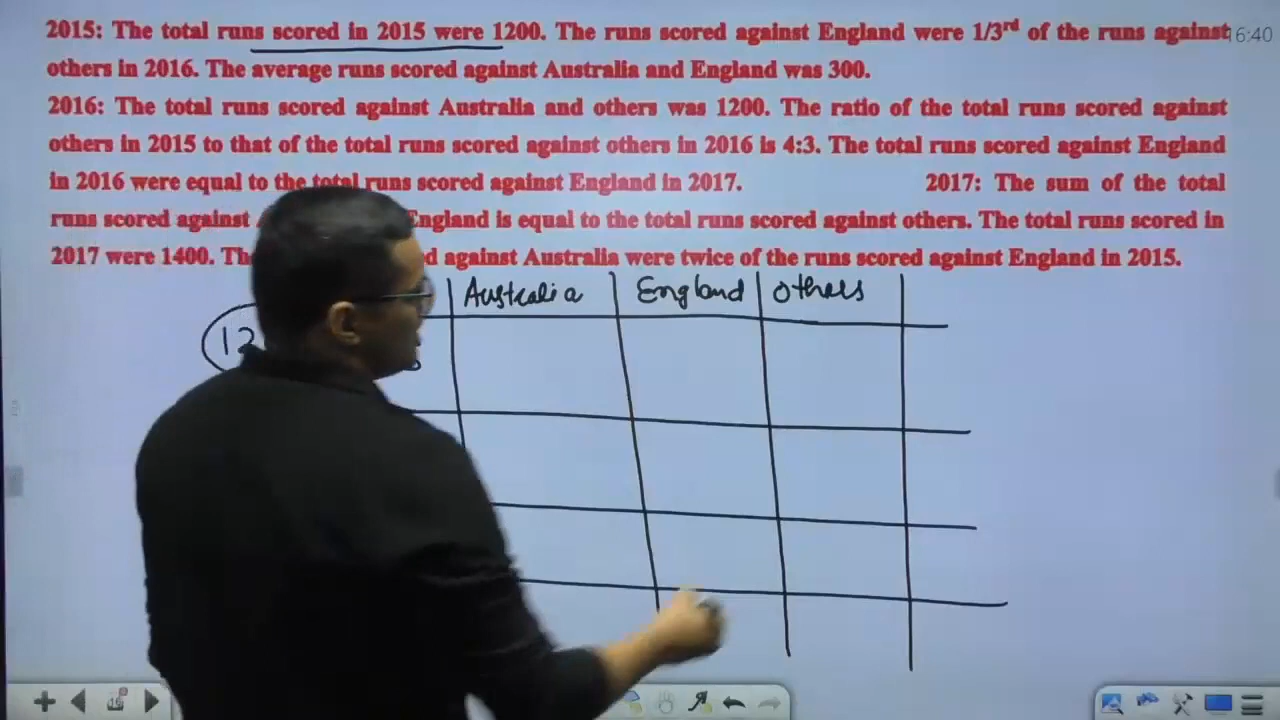 2015: The total runs scored in 2015 were 1200. The runs scored against England were 1/3rd of the runs against
16:40
others in 2016. The average runs scored against Australia and England was 300.
2016: The total runs scored against Australia and others was 1200. The ratio of the total runs scored against
others in 2015 to that of the total runs scored against others in 2016 is 4:3. The total runs scored against England
in 2016 were equal to the total runs scored against England in 2017. 2017: The sum of the total
runs scored against England is equal to the total runs scored against others. The total runs scored in
2017 were 1400. against Australia were twice of the runs scored against England in 2015.
Australia England Others
12